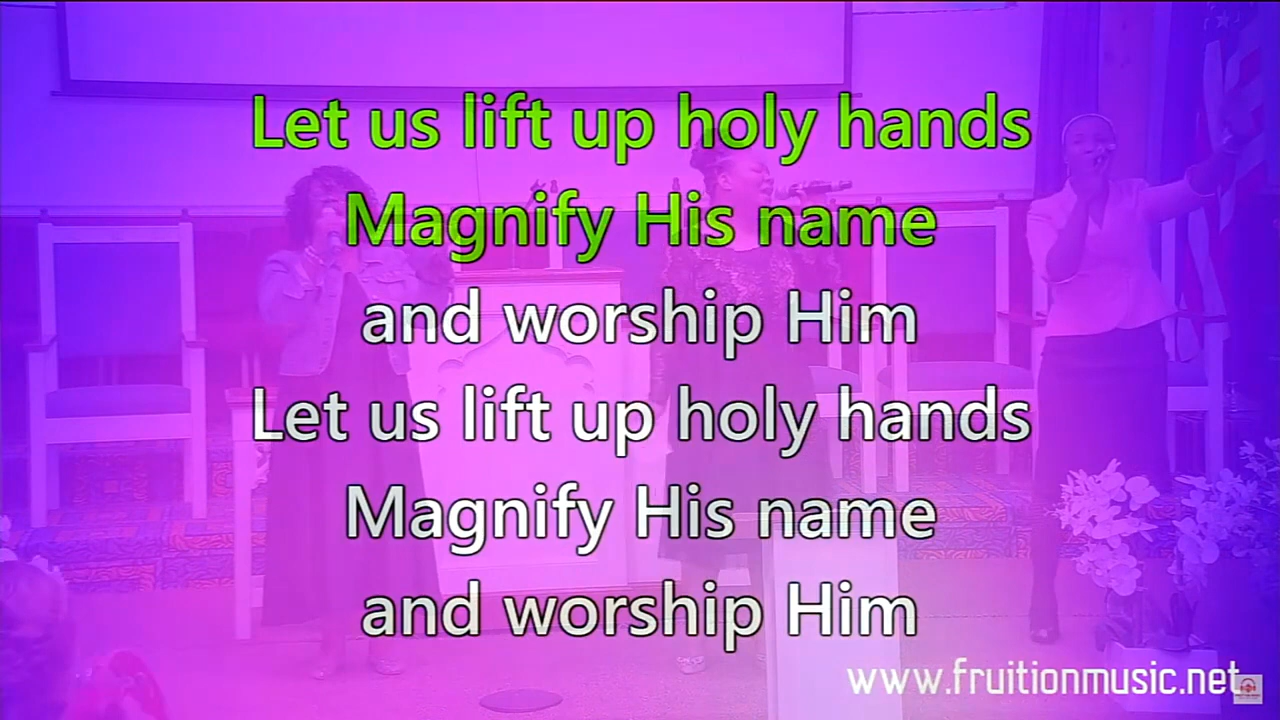 Let us lift up holy hands
Magnify His name
and worship Him
Let us lift up holy hands
Magnify His name
and worship Him
www.fruitionmusic.net